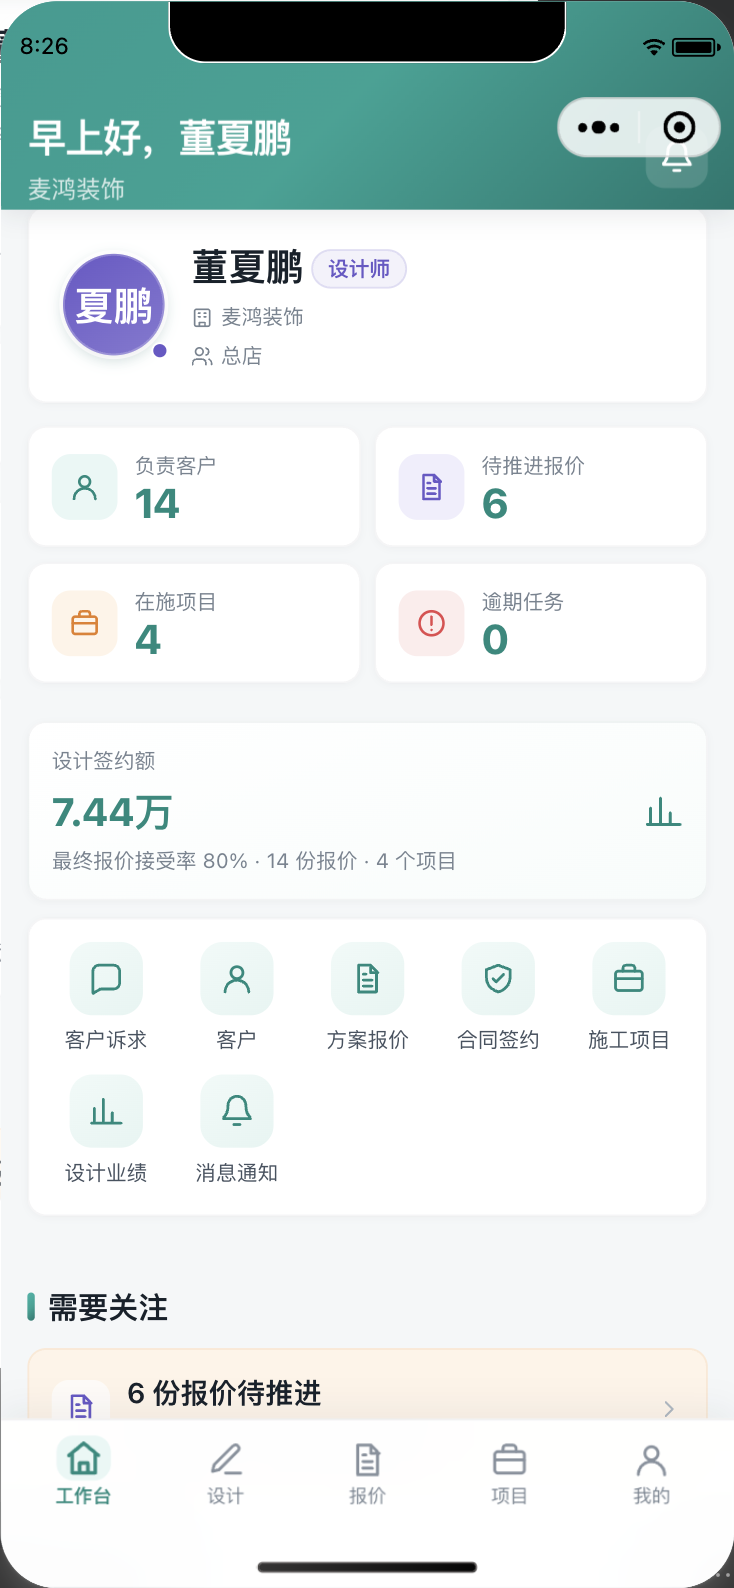 8:26
早上好，董夏鹏
麦鸿装饰
夏鹏
董夏鹏 设计师
麦鸿装饰
总店
负责客户
14
待推进报价
6
在施项目
4
逾期任务
0
设计签约额
7.44万
最终报价接受率 80% · 14 份报价 · 4 个项目
客户诉求 客户 方案报价 合同签约 施工项目
设计业绩 消息通知
需要关注
6 份报价待推进
工作台 设计 报价 项目 我的